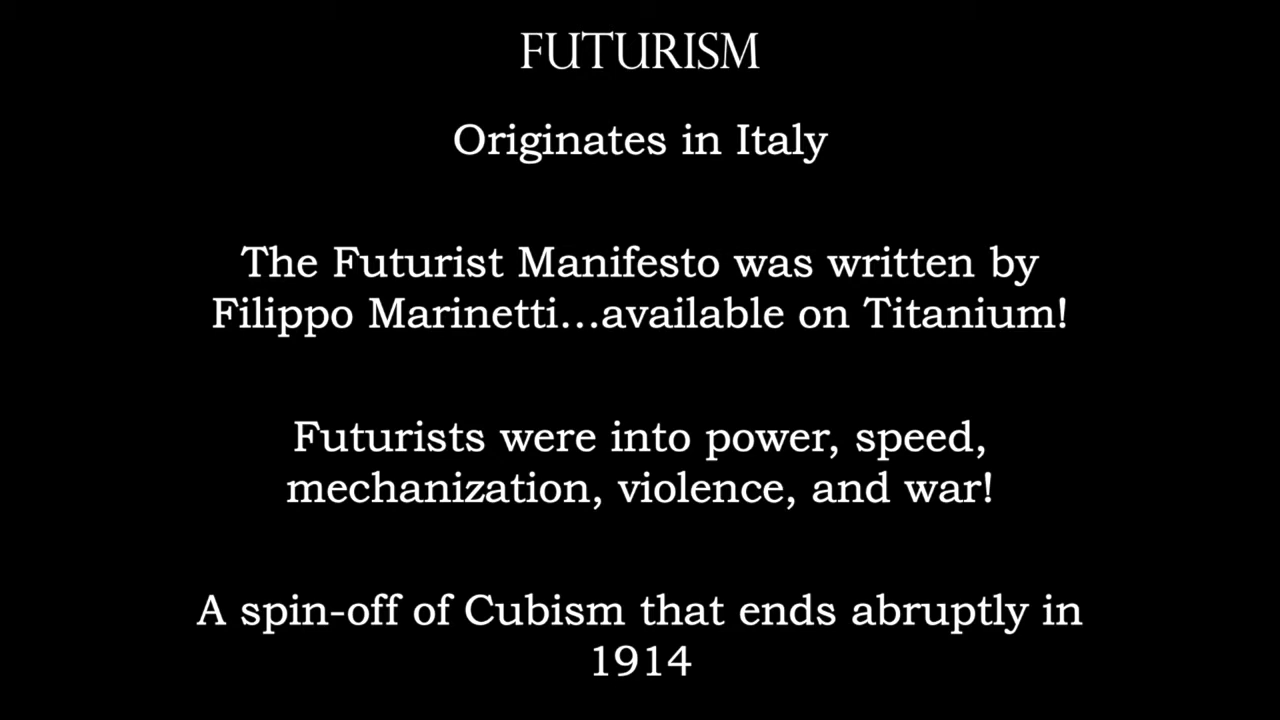 FUTURISM
Originates in Italy
The Futurist Manifesto was written by
Filippo Marinetti...available on Titanium!
Futurists were into power, speed,
mechanization, violence, and war!
A spin-off of Cubism that ends abruptly in
1914